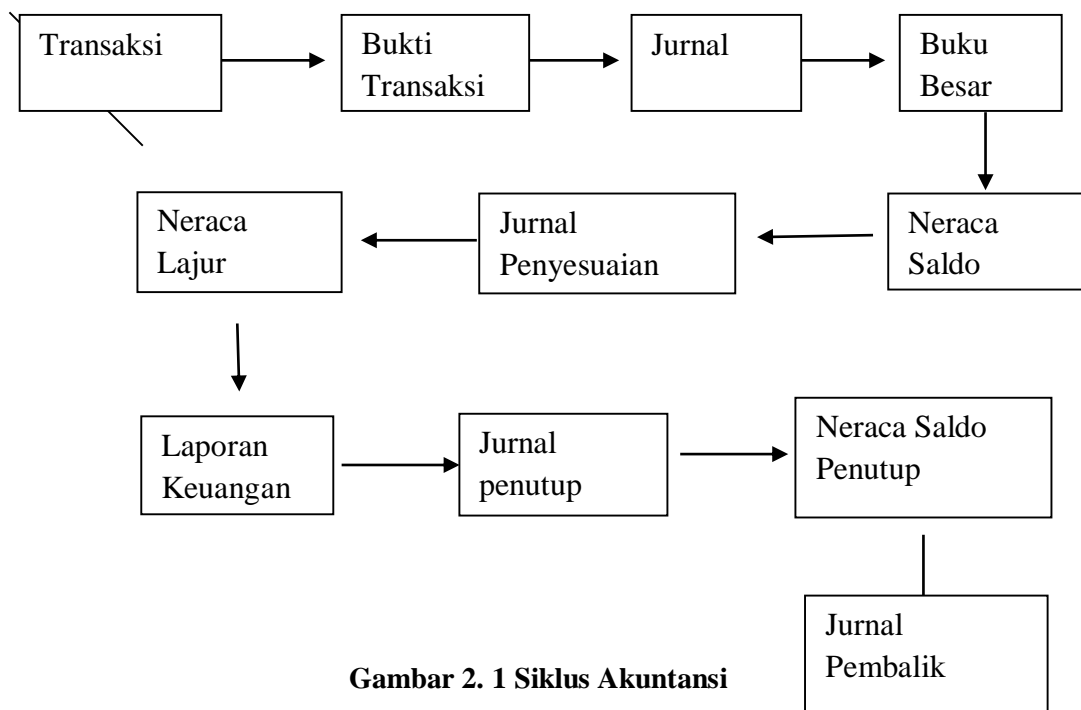 Transaksi
Bukti
Transaksi
Jurnal
Buku
Besar
Neraca
Saldo
Jurnal
Penyesuaian
Neraca
Lajur
Laporan
Keuangan
Jurnal
penutup
Neraca Saldo
Penutup
Jurnal
Pembalik
Gambar 2. 1 Siklus Akuntansi